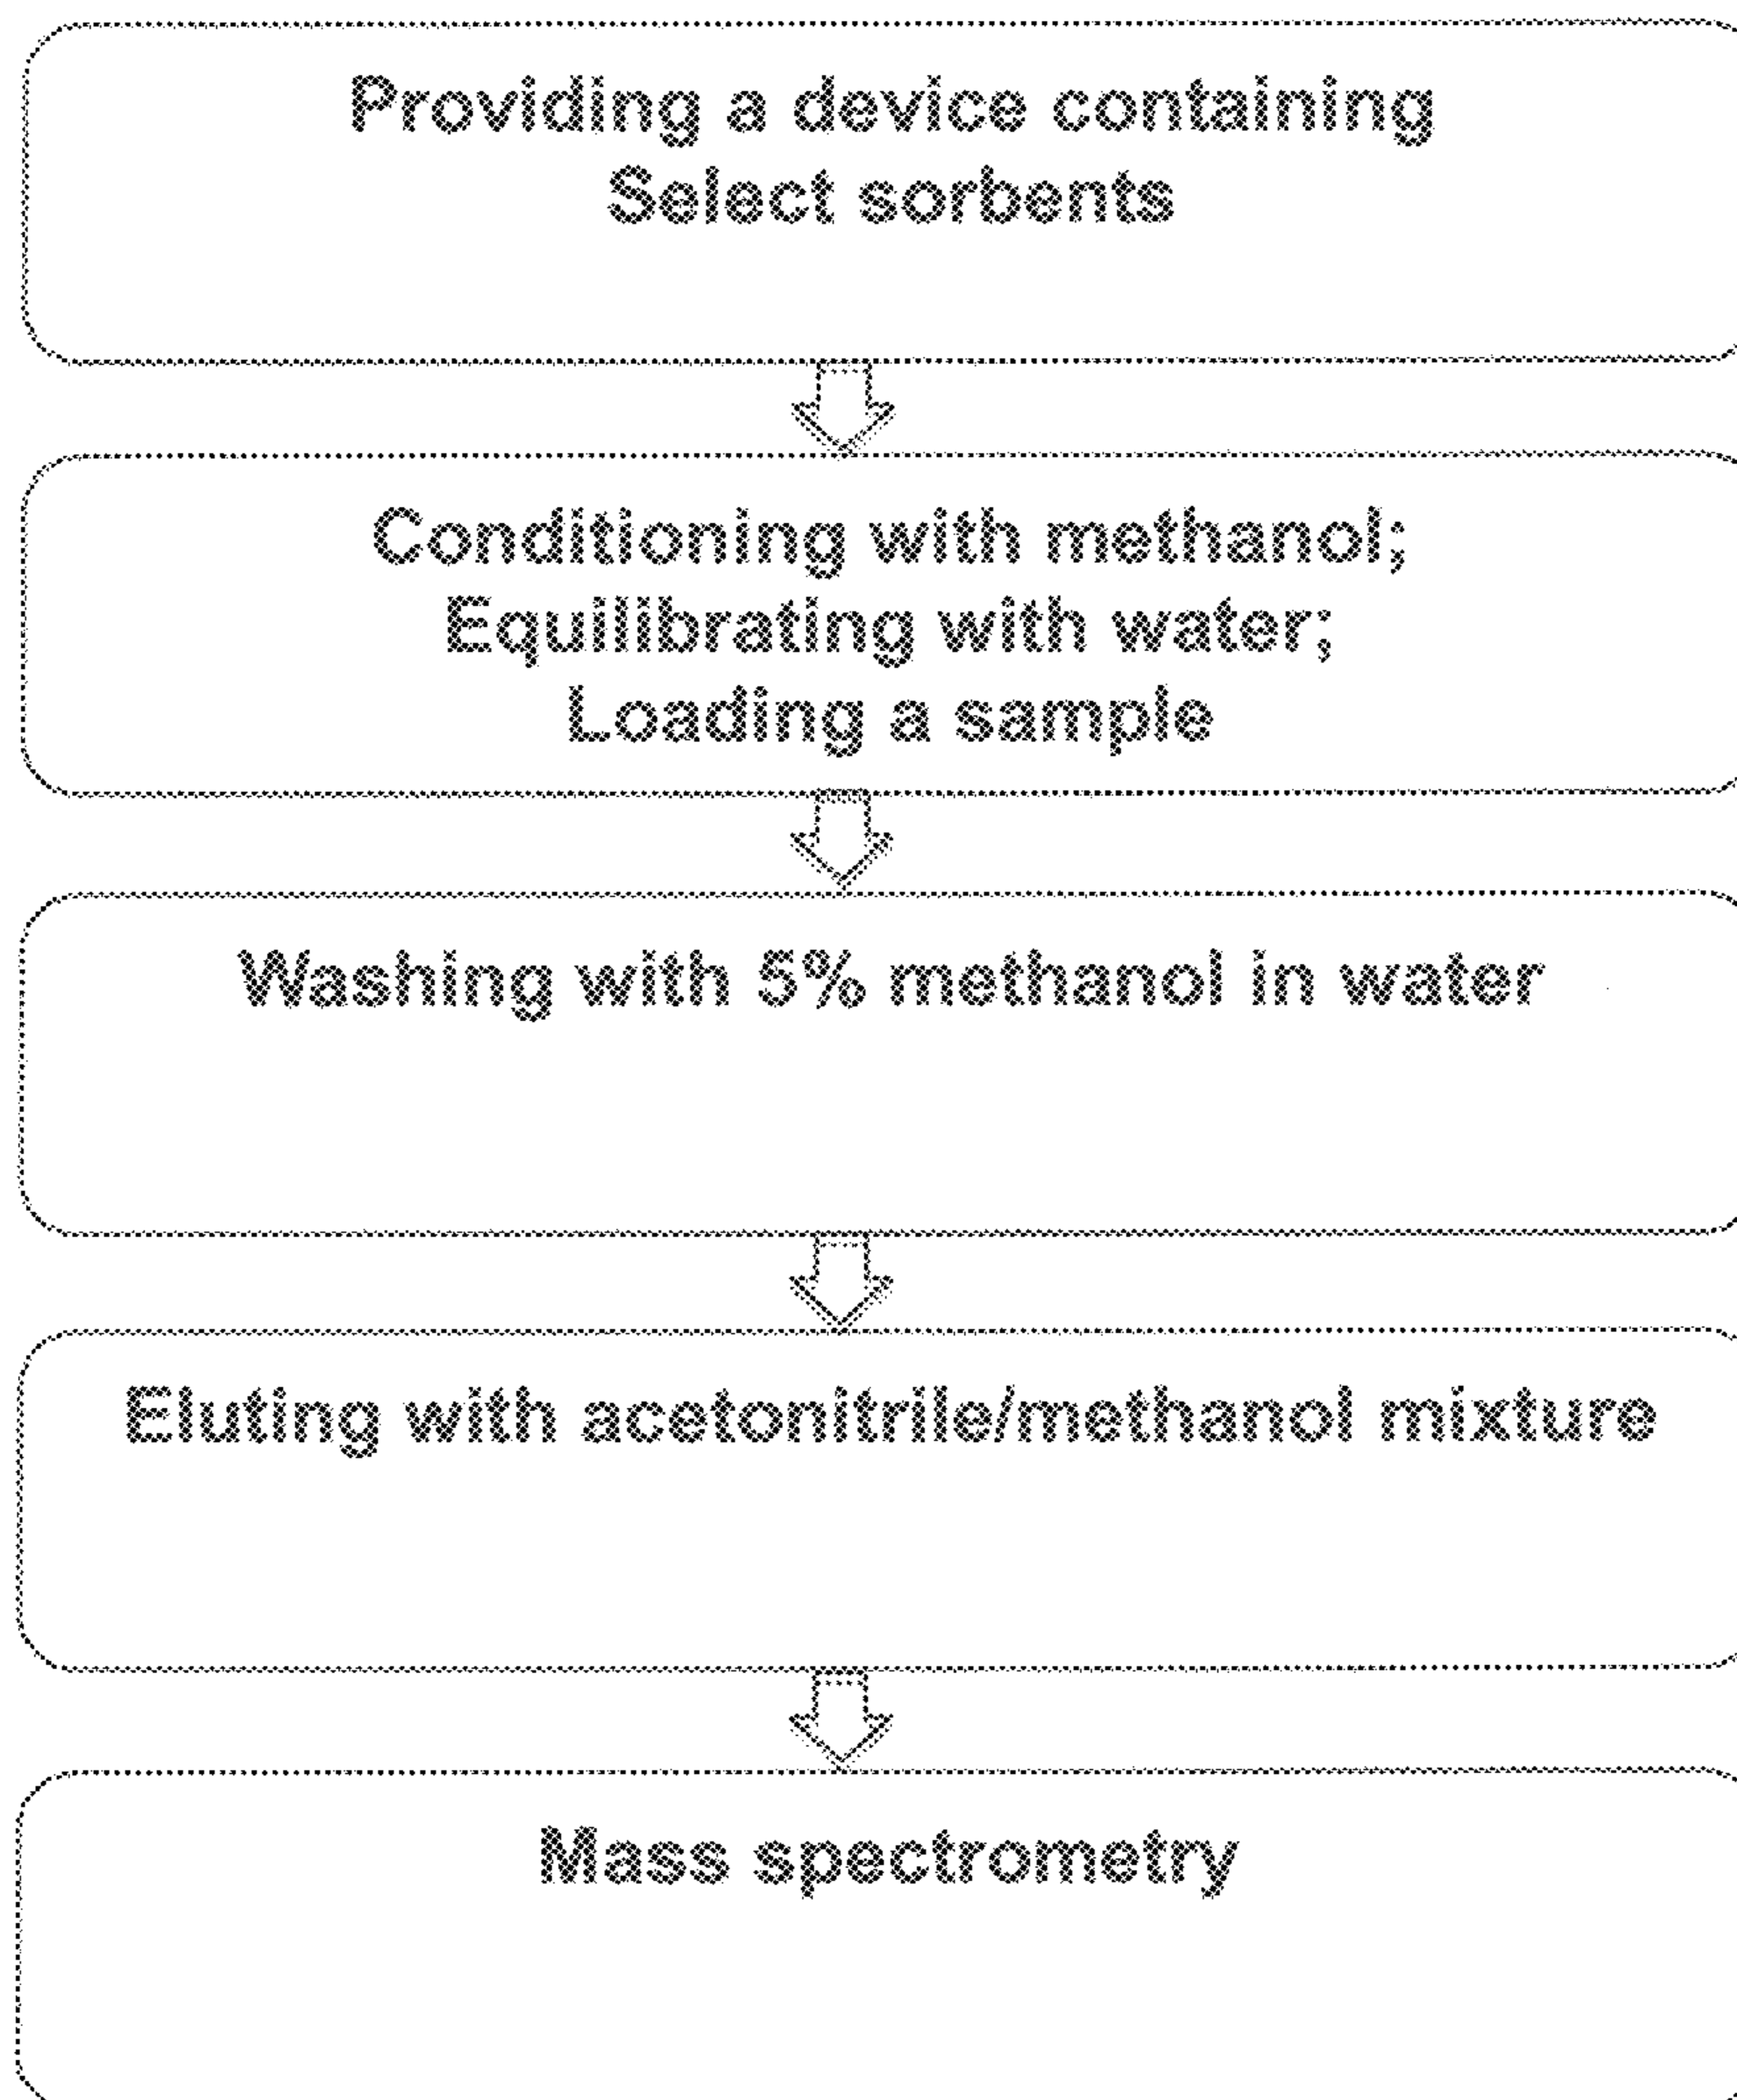 Providing a device containing
Select sorbents
Conditioning with methanol;
Equilibrating with water;
Loading a sample
Washing with 5% methanol in water
Eluting with acetonitrile/methanol mixture
Mass spectrometry